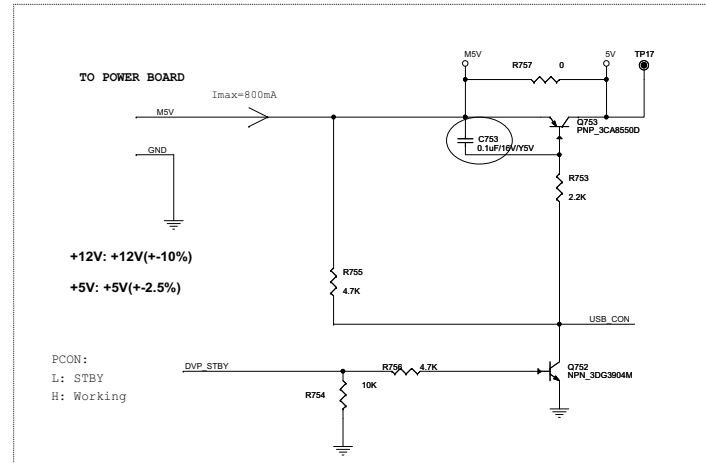 M5V
5V
TP17
R757
0
TO POWER BOARD
Imax=800mA
M5V
Q753
PNP_3CA8550D
C753
0.1uF/16V/Y5V
GND
R753
2.2K
+12V: +12V(+-10%)
R755
+5V: +5V(+-2.5%)
4.7K
USB_CON
PCON:
DVP_STBY
R756
4.7K
Q752
L: STBY
NPN_3DG3904M
10K
H: Working
R754